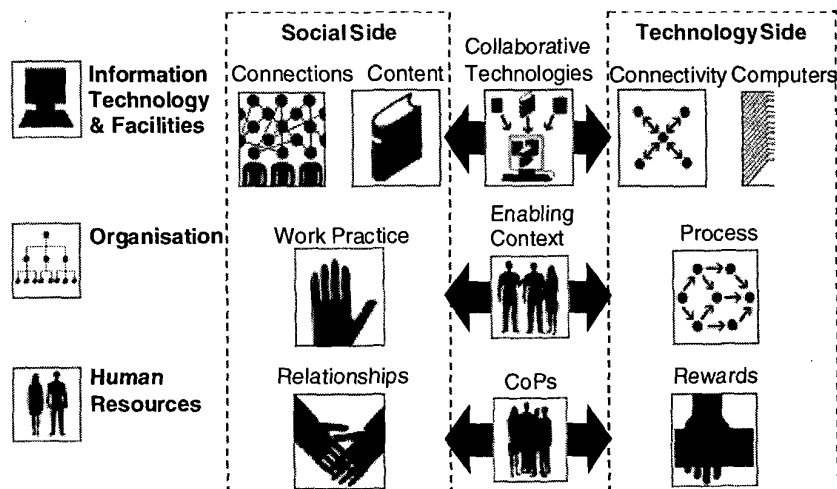 Social Side
Collaborative
Technologies
Technology Side
Information
Technology
& Facilities
Connections
Content
Connectivity
Computers
Organisation
Work Practice
Enabling
Context
Process
Human
Resources
Relationships
CoPs
Rewards